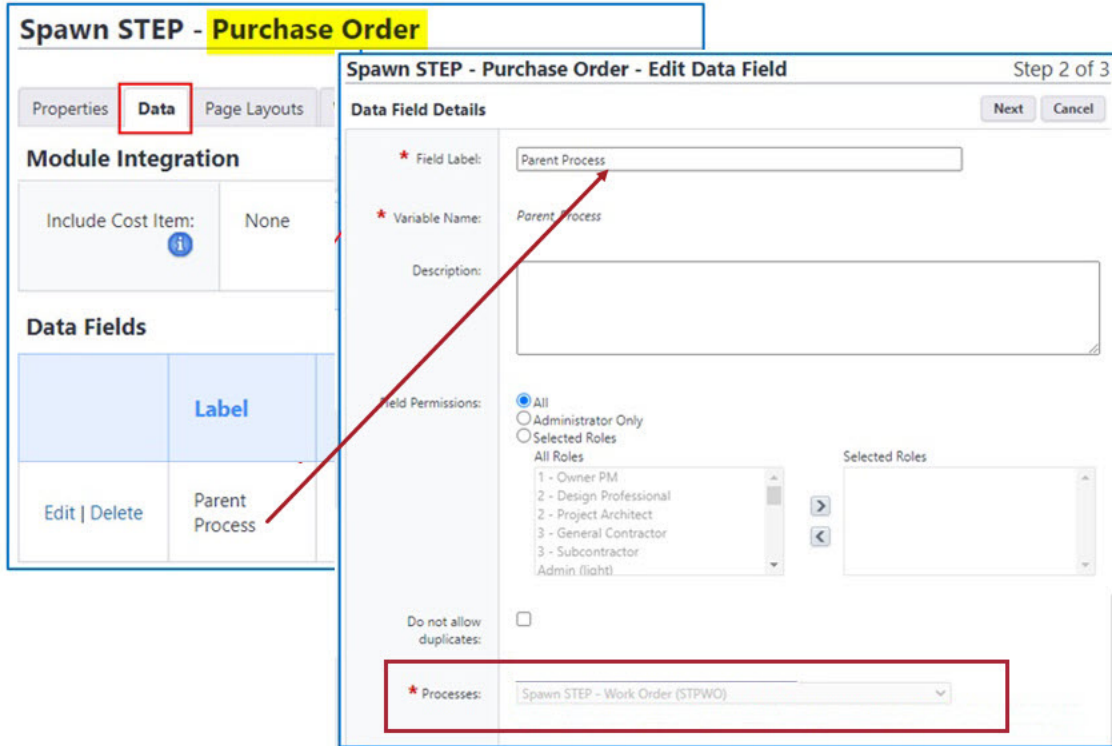 Spawn STEP - Purchase Order
Properties
Data
Page Layouts
Module Integration
Include Cost Item:
None
Data Fields
Label
Edit | Delete
Parent
Process
Spawn STEP - Purchase Order - Edit Data Field
Step 2 of 3
Data Field Details
Next
Cancel
* Field Label:
Parent Process
* Variable Name:
Parent_Process
Description:
Field Permissions:
All
Administrator Only
Selected Roles
All Roles
Selected Roles
1 - Owner PM
2 - Design Professional
2 - Project Architect
3 - General Contractor
3 - Subcontractor
Admin (light)
>
<
Do not allow
duplicates:
* Processes:
Spawn STEP - Work Order (STPWO)